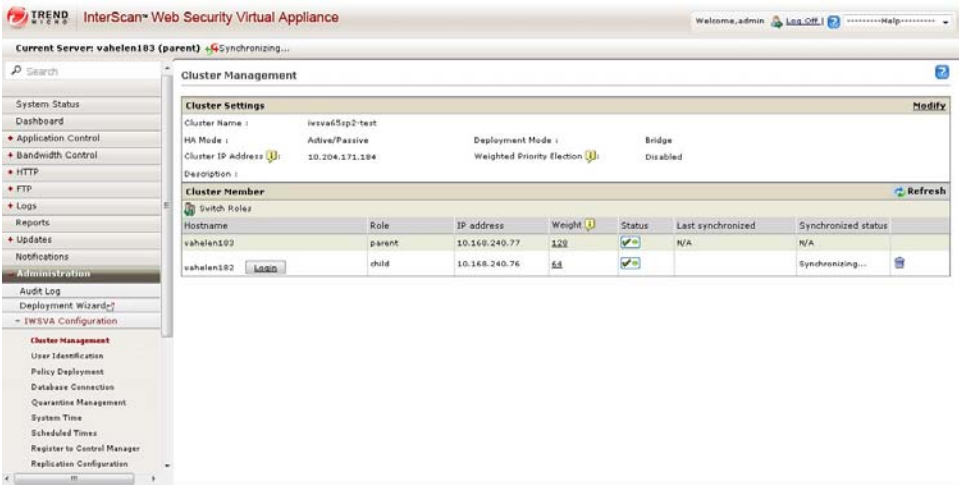 TREND MICRO InterScan™ Web Security Virtual Appliance Welcome,admin Log Off | ---------Help---------
Current Server: vahelen183 (parent) Synchronizing...
Search
System Status
Dashboard
Application Control
Bandwidth Control
HTTP
FTP
Logs
Reports
Updates
Notifications
Administration
Audit Log
Deployment Wizard
IWSVA Configuration
Cluster Management
User Identification
Policy Deployment
Database Connection
Quarantine Management
System Time
Scheduled Times
Register to Control Manager
Replication Configuration
Cluster Management
Cluster Settings Modify
Cluster Name : iwsva65sp2-test
HA Mode : Active/Passive Deployment Mode : Bridge
Cluster IP Address : 10.204.171.184 Weighted Priority Election : Disabled
Description :
Cluster Member Refresh
Switch Roles
Hostname Role IP address Weight Status Last synchronized Synchronized status
vahelen183 parent 10.168.240.77 128 N/A N/A
vahelen182 Login child 10.168.240.76 64 Synchronizing...